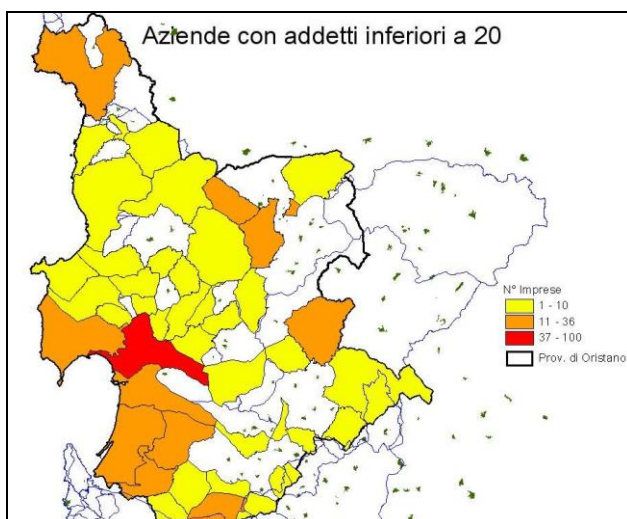 Aziende con addetti inferiori a 20
N° Imprese
1 - 10
11 - 36
37 - 100
Prov. di Oristano